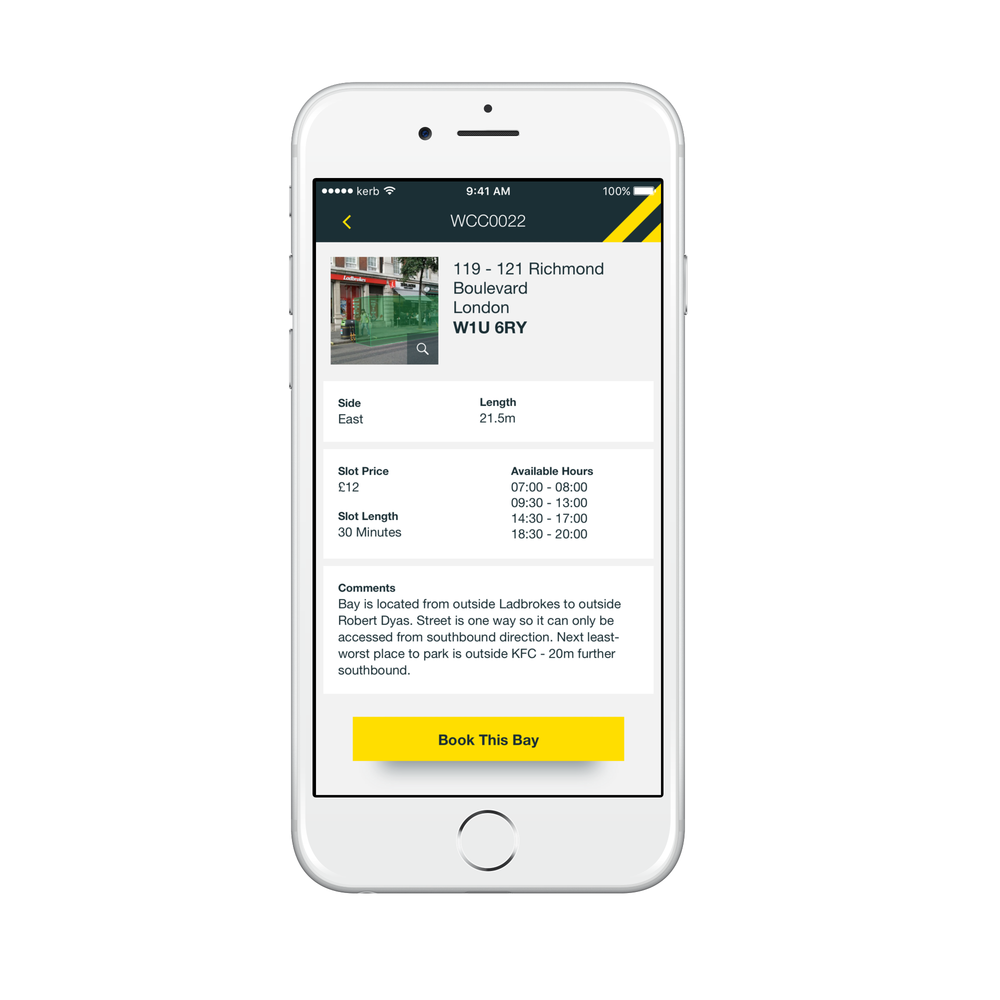 kerb 9:41 AM 100%
WCC0022
Ladbrokes
L
HOLMES
119 - 121 Richmond
Boulevard
London
W1U 6RY
Side
East
Length
21.5m
Slot Price
£12
Slot Length
30 Minutes
Available Hours
07:00 - 08:00
09:30 - 13:00
14:30 - 17:00
18:30 - 20:00
Comments
Bay is located from outside Ladbrokes to outside
Robert Dyas. Street is one way so it can only be
accessed from southbound direction. Next least-
worst place to park is outside KFC - 20m further
southbound.
Book This Bay